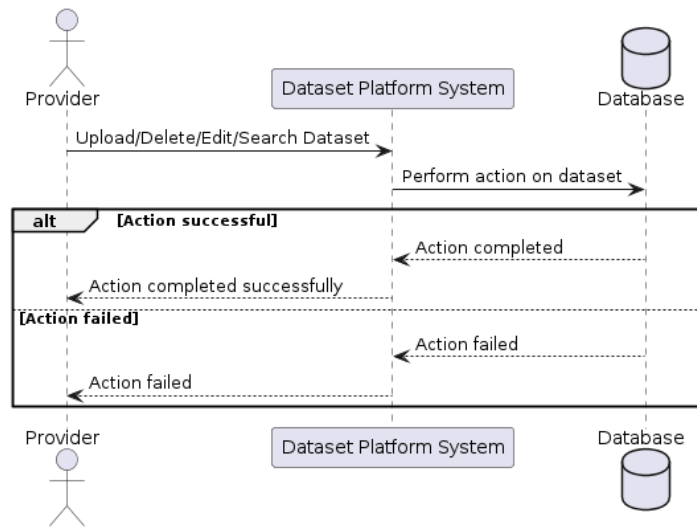 Provider
Dataset Platform System
Database
Upload/Delete/Edit/Search Dataset
Perform action on dataset
alt [Action successful]
Action completed
Action completed successfully
[Action failed]
Action failed
Action failed
Provider
Dataset Platform System
Database